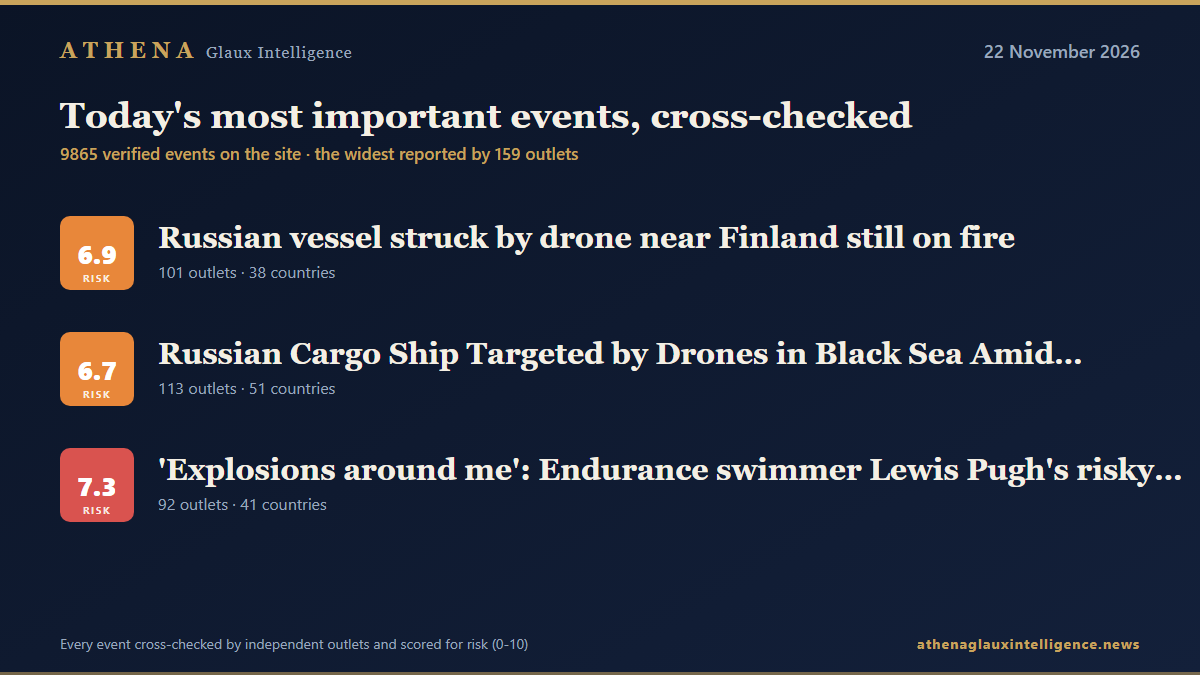 ATHENA Glaux Intelligence
22 November 2026
Today's most important events, cross-checked
9865 verified events on the site · the widest reported by 159 outlets
6.9
RISK
Russian vessel struck by drone near Finland still on fire
101 outlets · 38 countries
6.7
RISK
Russian Cargo Ship Targeted by Drones in Black Sea Amid...
113 outlets · 51 countries
7.3
RISK
'Explosions around me': Endurance swimmer Lewis Pugh's risky...
92 outlets · 41 countries
Every event cross-checked by independent outlets and scored for risk (0-10)
athenaglauxintelligence.news